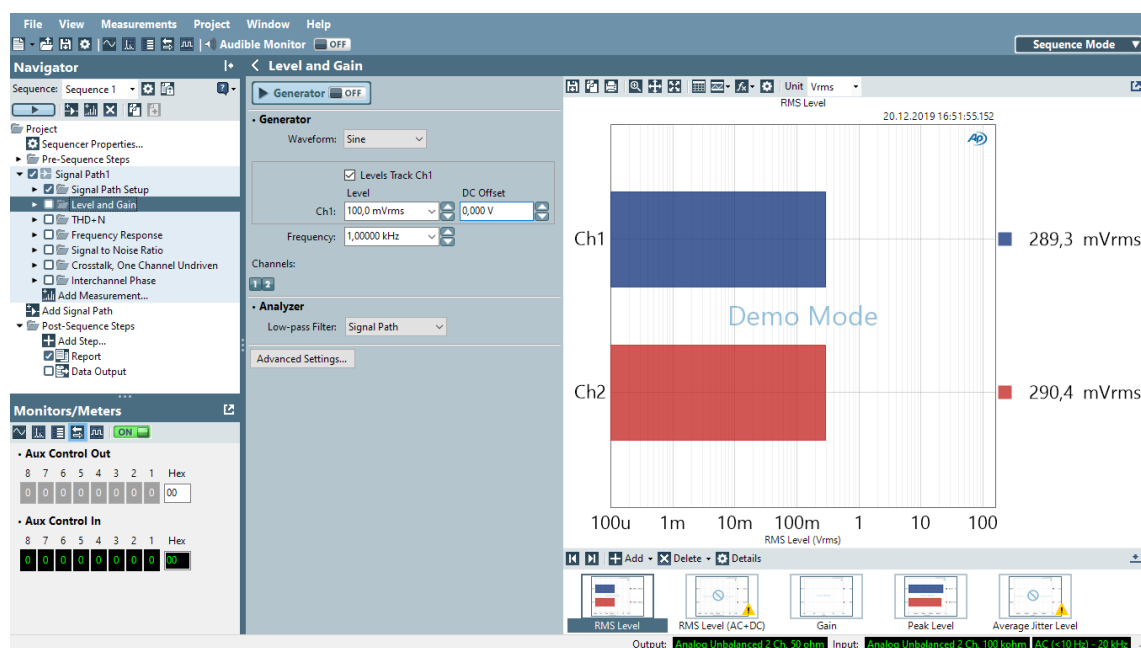 File View Measurements Project Window Help
Audible Monitor OFF
Sequence Mode
Navigator
Sequence: Sequence 1
Project
Sequencer Properties...
Pre-Sequence Steps
Signal Path1
Signal Path Setup
Level and Gain
THD+N
Frequency Response
Signal to Noise Ratio
Crosstalk, One Channel Undriven
Interchannel Phase
Add Measurement...
Add Signal Path
Post-Sequence Steps
Add Step...
Report
Data Output
Monitors/Meters
ON
Aux Control Out
8 7 6 5 4 3 2 1 Hex
0 0 0 0 0 0 0 0 00
Aux Control In
8 7 6 5 4 3 2 1 Hex
0 0 0 0 0 0 0 0 00
Level and Gain
Generator OFF
Generator
Waveform: Sine
Levels Track Ch1
Level DC Offset
Ch1: 100,0 mVrms 0,000 V
Frequency: 1,00000 kHz
Channels:
1 2
Analyzer
Low-pass Filter: Signal Path
Advanced Settings...
Unit Vrms
RMS Level
20.12.2019 16:51:55.152
AP
Ch1 289,3 mVrms
Demo Mode
Ch2 290,4 mVrms
100u 1m 10m 100m 1 10 100
RMS Level (Vrms)
Add Delete Details
RMS Level RMS Level (AC+DC) Gain Peak Level Average Jitter Level
Output: Analog Unbalanced 2 Ch, 50 ohm Input: Analog Unbalanced 2 Ch, 100 kohm AC (<10 Hz) - 20 kHz